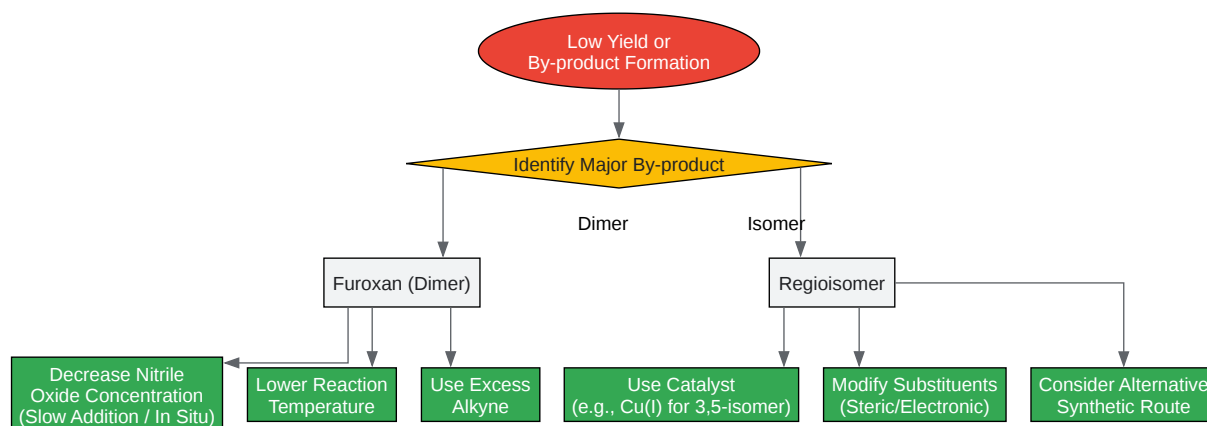 Low Yield or
By-product Formation
Identify Major By-product
Dimer
Isomer
Furoxan (Dimer)
Regioisomer
Decrease Nitrile
Oxide Concentration
(Slow Addition / In Situ)
Lower Reaction
Temperature
Use Excess
Alkyne
Use Catalyst
(e.g., Cu(I) for 3,5-isomer)
Modify Substituents
(Steric/Electronic)
Consider Alternative
Synthetic Route